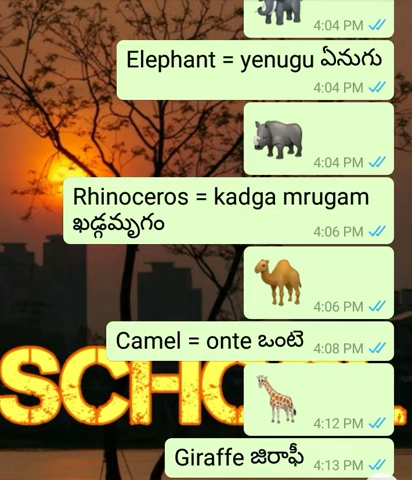 4:04 PM
Elephant = yenugu ఏనుగు
4:04 PM
4:04 PM
Rhinoceros = kadga mrugam
ఖడ్గమృగం
4:06 PM
4:06 PM
Camel = onte ఒంటె
4:08 PM
4:12 PM
Giraffe జిరాఫీ
4:13 PM